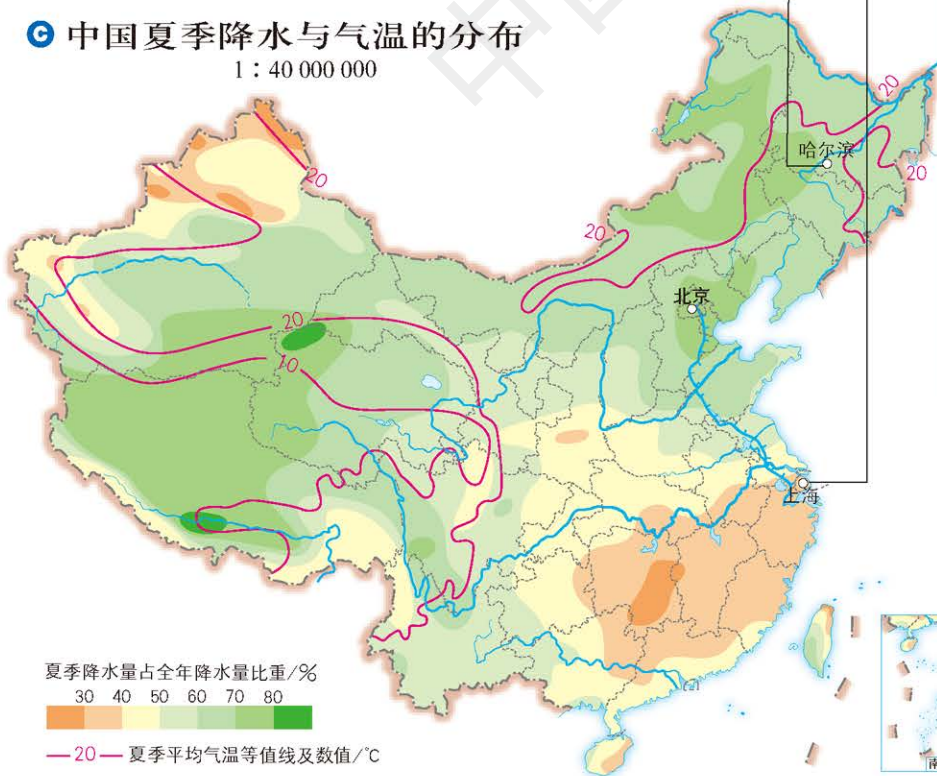 C 中国夏季降水与气温的分布
1：40 000 000
20
哈尔滨
20
20
20
北京
20
10
上海
夏季降水量占全年降水量比重/%
30 40 50 60 70 80
—20— 夏季平均气温等值线及数值/℃
南